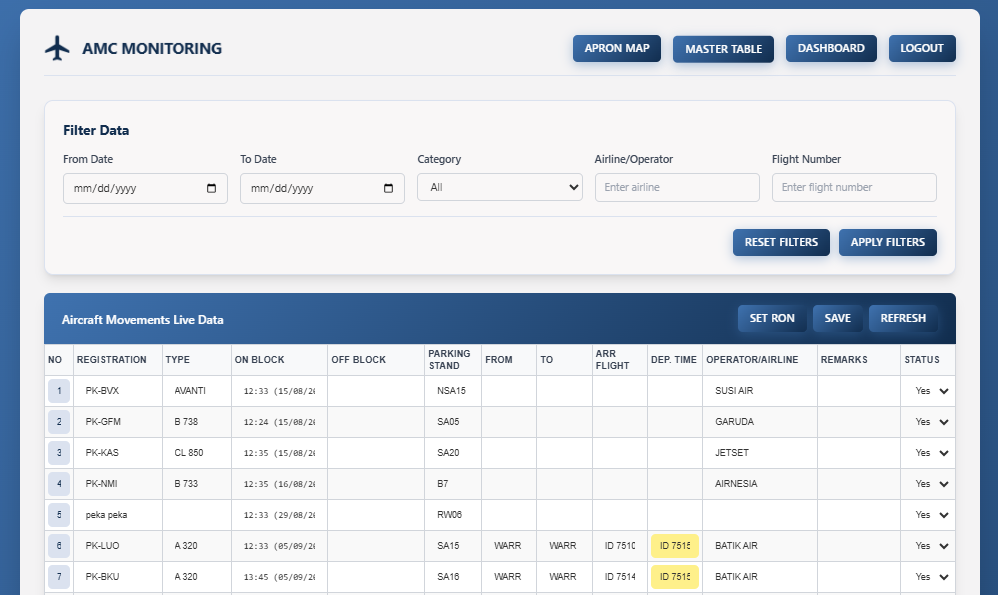 AMC MONITORING
APRON MAP MASTER TABLE DASHBOARD LOGOUT
Filter Data
From Date To Date Category Airline/Operator Flight Number
mm/dd/yyyy mm/dd/yyyy All Enter airline Enter flight number
RESET FILTERS APPLY FILTERS
Aircraft Movements Live Data SET RON SAVE REFRESH
NO REGISTRATION TYPE ON BLOCK OFF BLOCK PARKING STAND FROM TO ARR FLIGHT DEP. TIME OPERATOR/AIRLINE REMARKS STATUS
1 PK-BVX AVANTI 12:33 (15/08/2 NSA15 SUSI AIR Yes
2 PK-GFM B 738 12:24 (15/08/2 SA05 GARUDA Yes
3 PK-KAS CL 850 12:35 (15/08/2 SA20 JETSET Yes
4 PK-NMI B 733 12:35 (16/08/2 B7 AIRNESIA Yes
5 peka peka 12:33 (29/08/2 RW06 Yes
6 PK-LUO A 320 12:33 (05/09/2 SA15 WARR WARR ID 7510 ID 7515 BATIK AIR Yes
7 PK-BKU A 320 13:45 (05/09/2 SA16 WARR WARR ID 7514 ID 7515 BATIK AIR Yes